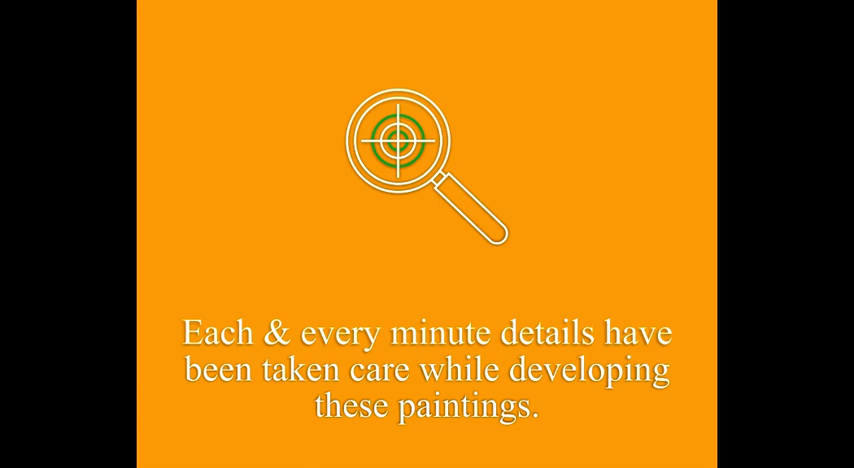 Each & every minute details have
been taken care while developing
these paintings.